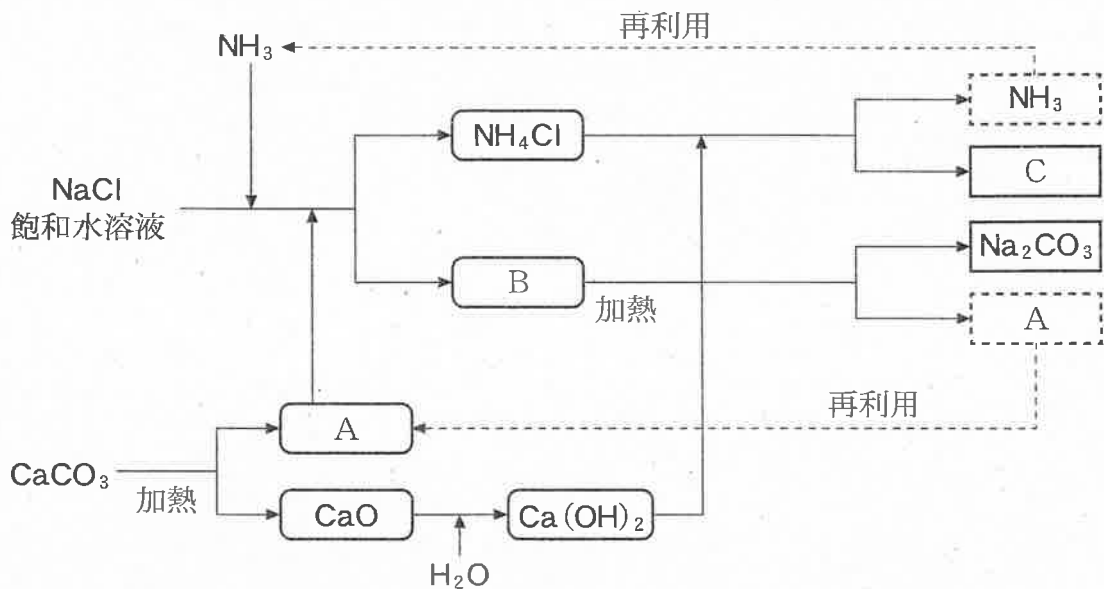 再利用
NH₃
NH₃
NH₄Cl
C
NaCl
飽和水溶液
Na₂CO₃
B
加熱
A
再利用
A
CaCO₃
加熱
CaO
Ca(OH)₂
H₂O